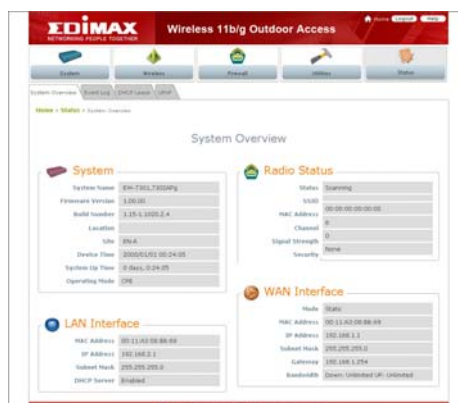 EDIMAX
NETWORKING PEOPLE TOGETHER
Wireless 11b/g Outdoor Access
Home Logout Help
System Wireless Firewall Utilities Status
System Overview Event Log DHCP Lease UPNP
Home > Status > System Overview
System Overview
System
System Name
Firmware Version 1.00.00
Build Number 1.15-1.1020.2.4
Location
Site EN-A
Device Time 2000/01/01 00:24:05
System Up Time 0 days, 0:24:05
Operating Mode CPE
LAN Interface
MAC Address
IP Address 192.168.2.1
Subnet Mask 255.255.255.0
DHCP Server Enabled
Radio Status
Status Scanning
SSID
MAC Address 00:00:00:00:00:00
Channel 6
Signal Strength 0
Security None
WAN Interface
Mode Static
MAC Address
IP Address 192.168.1.1
Subnet Mask 255.255.255.0
Gateway 192.168.1.254
Bandwidth Down: Unlimited UP: Unlimited